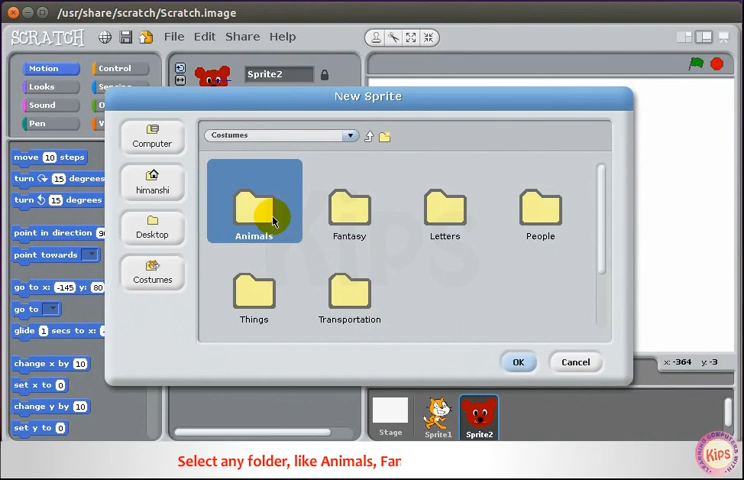 /usr/share/scratch/Scratch.image
SCRATCH File Edit Share Help
Motion Control
Looks
Sound
Pen
Sprite2
move 10 steps
turn 15 degrees
turn 15 degrees
point in direction
point towards
go to x: -145 y: 80
go to
glide 1 secs to x:
change x by 10
set x to 0
change y by 10
set y to 0
New Sprite
Costumes
Computer
himanshi
Desktop
Costumes
Animals Fantasy Letters People
Things Transportation
OK Cancel
x: -364 y: -3
Stage Sprite1 Sprite2
Kips
Select any folder, like Animals, Fan
LEARNING COMPUTERS WITH
Kips